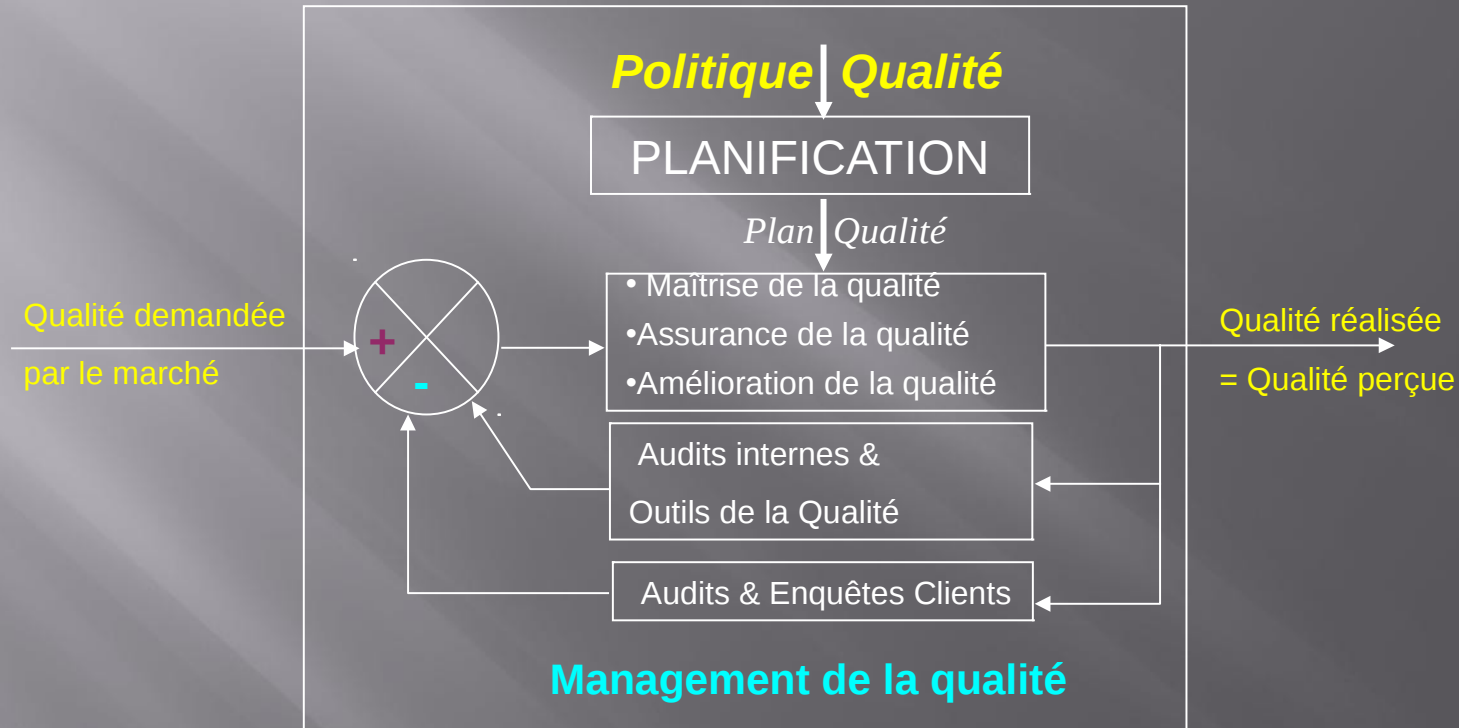 Politique Qualité
PLANIFICATION
Plan Qualité
• Maîtrise de la qualité
•Assurance de la qualité
•Amélioration de la qualité
Qualité demandée
par le marché
+
-
Qualité réalisée
= Qualité perçue
Audits internes &
Outils de la Qualité
Audits & Enquêtes Clients
Management de la qualité